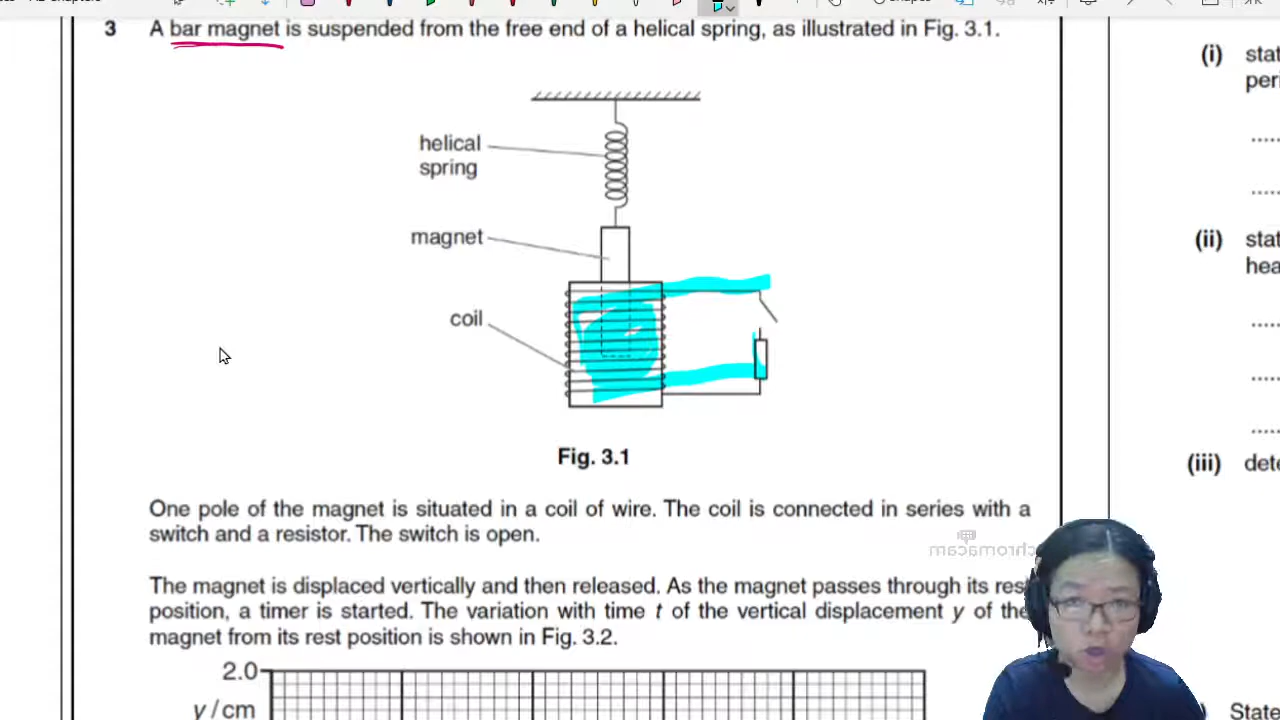 3 A bar magnet is suspended from the free end of a helical spring, as illustrated in Fig. 3.1.
helical
spring
magnet
coil
Fig. 3.1
One pole of the magnet is situated in a coil of wire. The coil is connected in series with a
switch and a resistor. The switch is open.
The magnet is displaced vertically and then released. As the magnet passes through its rest
position, a timer is started. The variation with time t of the vertical displacement y of the
magnet from its rest position is shown in Fig. 3.2.
2.0
y/cm
chromacam
(i) stat
peri
(ii) stat
hea
(iii) dete
State